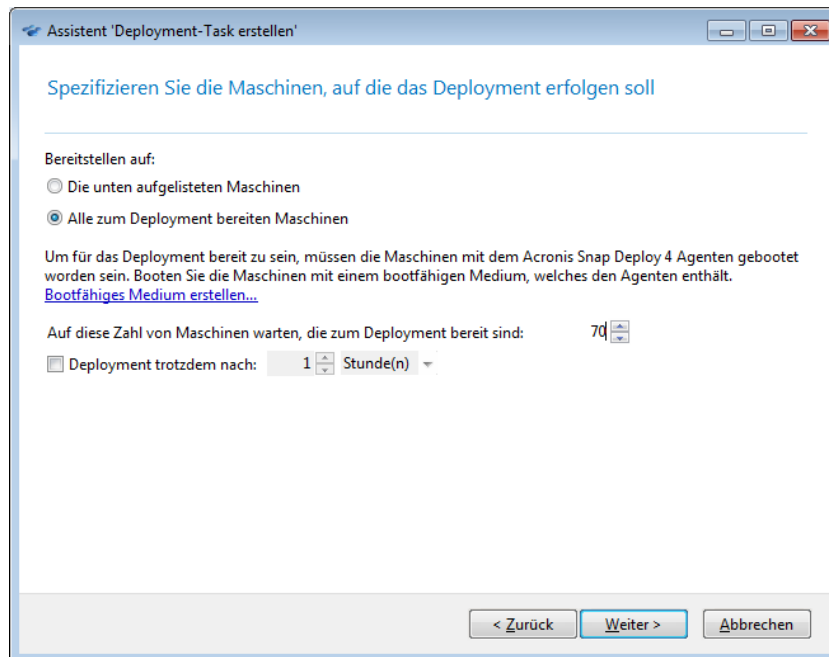 Assistent 'Deployment-Task erstellen'
Spezifizieren Sie die Maschinen, auf die das Deployment erfolgen soll
Bereitstellen auf:
Die unten aufgelisteten Maschinen
Alle zum Deployment bereiten Maschinen
Um für das Deployment bereit zu sein, müssen die Maschinen mit dem Acronis Snap Deploy 4 Agenten gebootet
worden sein. Booten Sie die Maschinen mit einem bootfähigen Medium, welches den Agenten enthält.
Bootfähiges Medium erstellen...
Auf diese Zahl von Maschinen warten, die zum Deployment bereit sind: 70
Deployment trotzdem nach: 1 Stunde(n)
< Zurück Weiter > Abbrechen